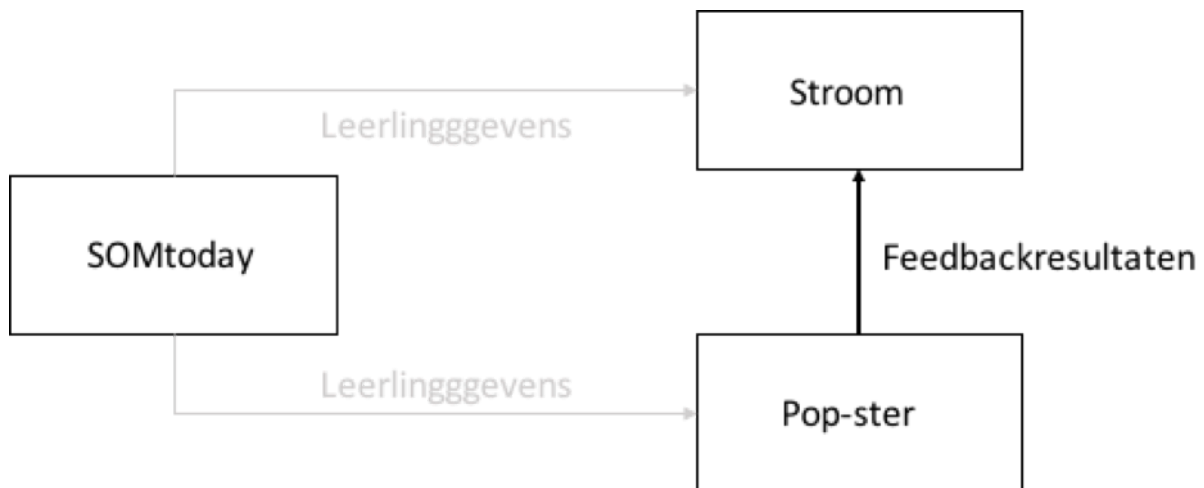 Stroom
Leerlingggevens
SOMtoday
Feedbackresultaten
Leerlingggevens
Pop-ster